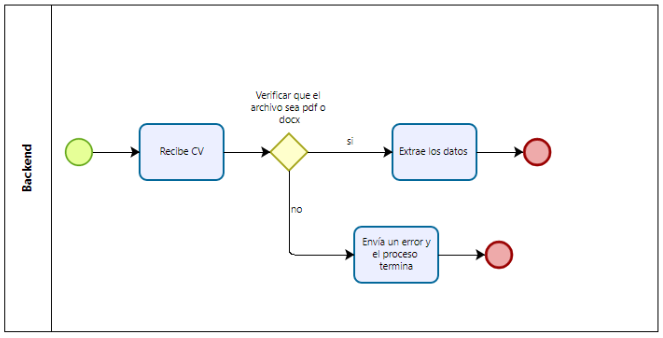 Backend
Verificar que el
archivo sea pdf o
docx
Recibe CV
si
Extrae los datos
no
Envía un error y
el proceso
termina